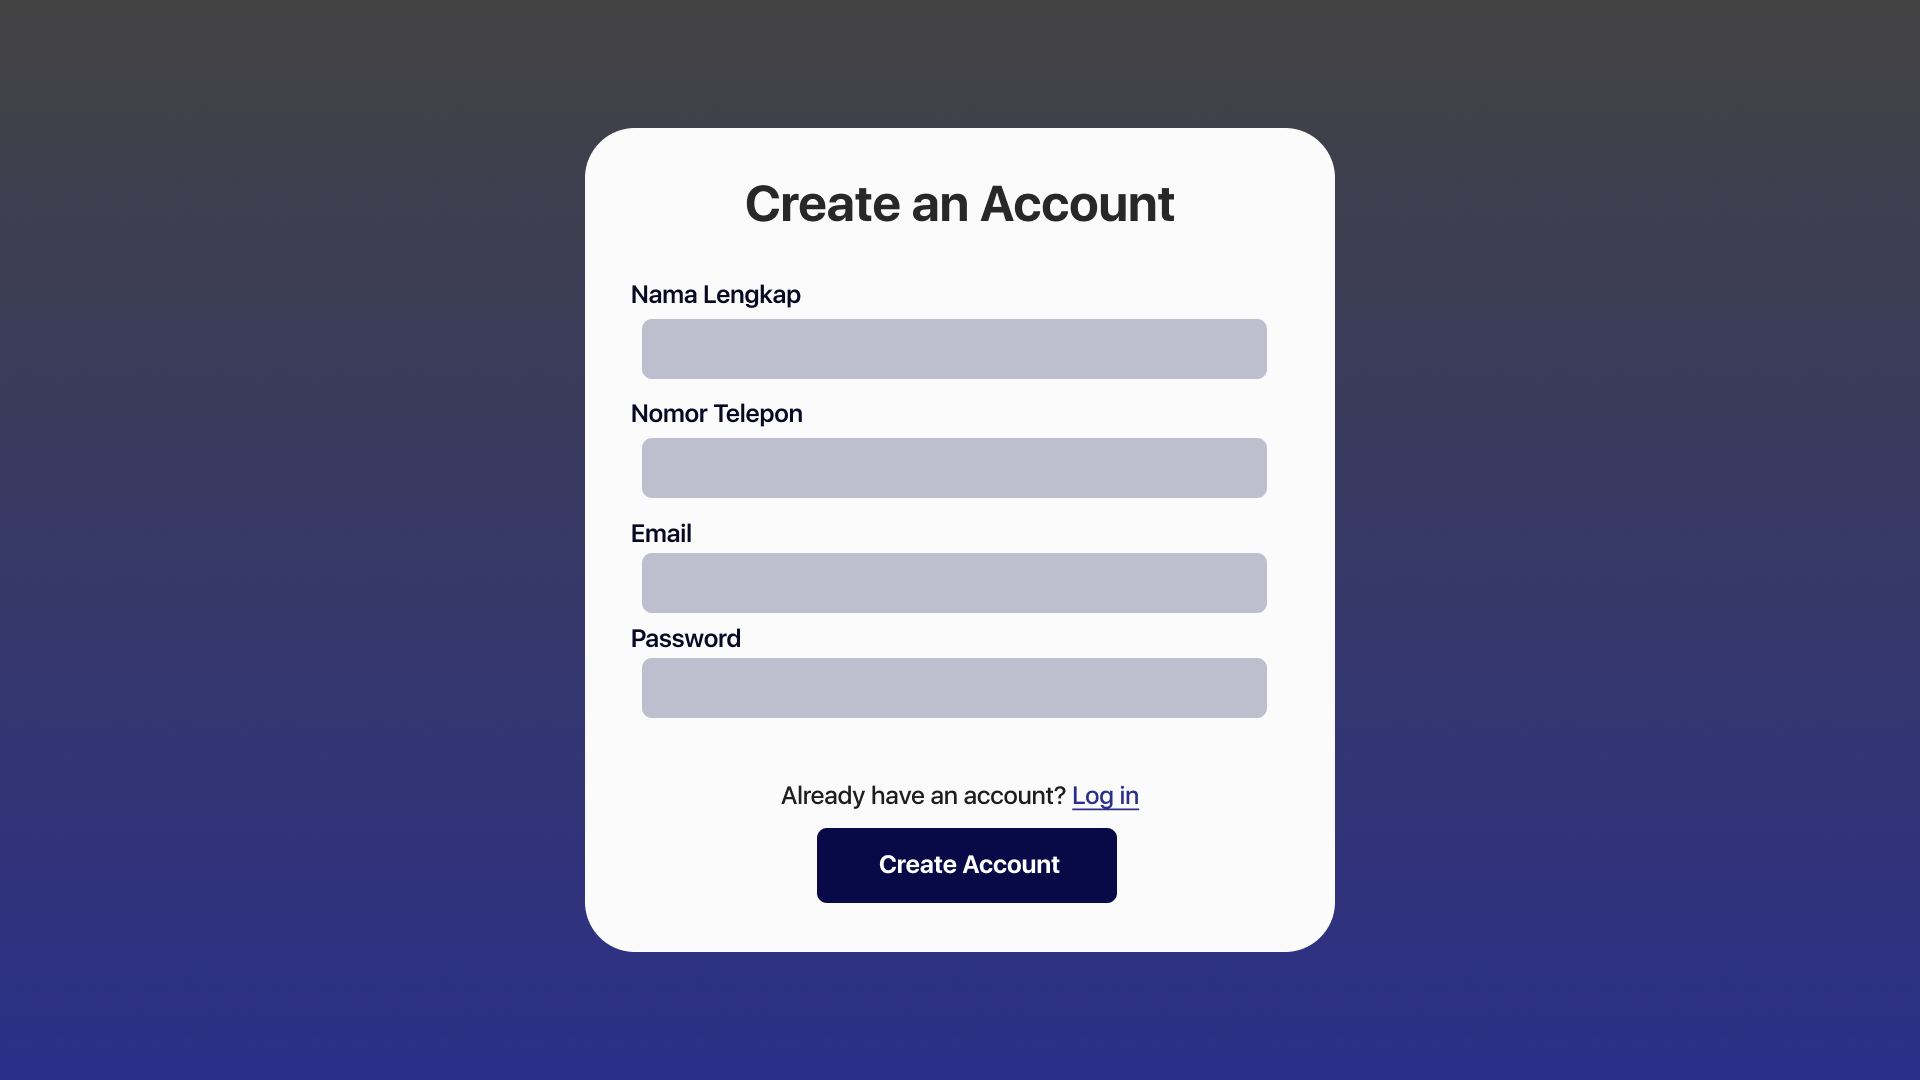 Create an Account
Nama Lengkap
Nomor Telepon
Email
Password
Already have an account? Log in
Create Account